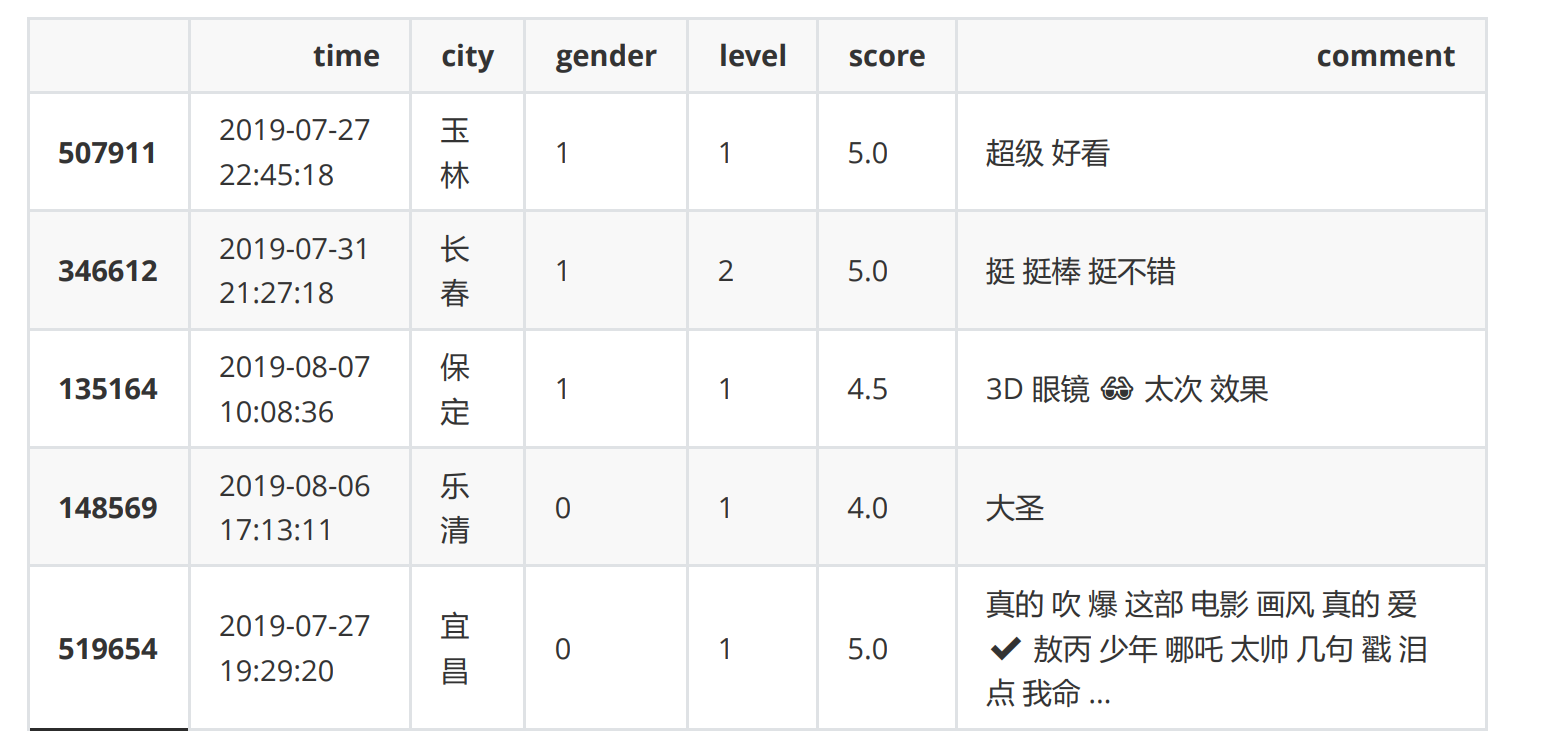 time city gender level score comment
507911 2019-07-27 22:45:18 玉林 1 1 5.0 超级 好看
346612 2019-07-31 21:27:18 长春 1 2 5.0 挺 挺棒 挺不错
135164 2019-08-07 10:08:36 保定 1 1 4.5 3D 眼镜 🕶 太次 效果
148569 2019-08-06 17:13:11 乐清 0 1 4.0 大圣
519654 2019-07-27 19:29:20 宜昌 0 1 5.0 真的 吹 爆 这部 电影 画风 真的 爱
✔ 敖丙 少年 哪吒 太帅 几句 戳 泪
点 我命 ...